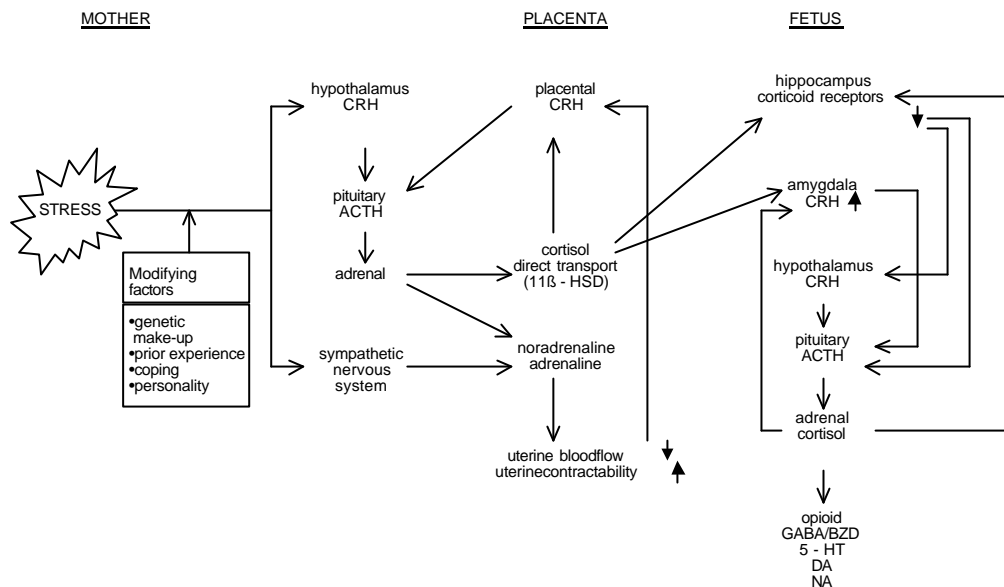 MOTHER
PLACENTA
FETUS
STRESS
Modifying
factors
•genetic
make-up
•prior experience
•coping
•personality
hypothalamus
CRH
pituitary
ACTH
adrenal
sympathetic
nervous
system
placental
CRH
cortisol
direct transport
(11ß - HSD)
noradrenaline
adrenaline
uterine bloodflow
uterinecontractability
hippocampus
corticoid receptors
amygdala
CRH
hypothalamus
CRH
pituitary
ACTH
adrenal
cortisol
opioid
GABA/BZD
5 - HT
DA
NA